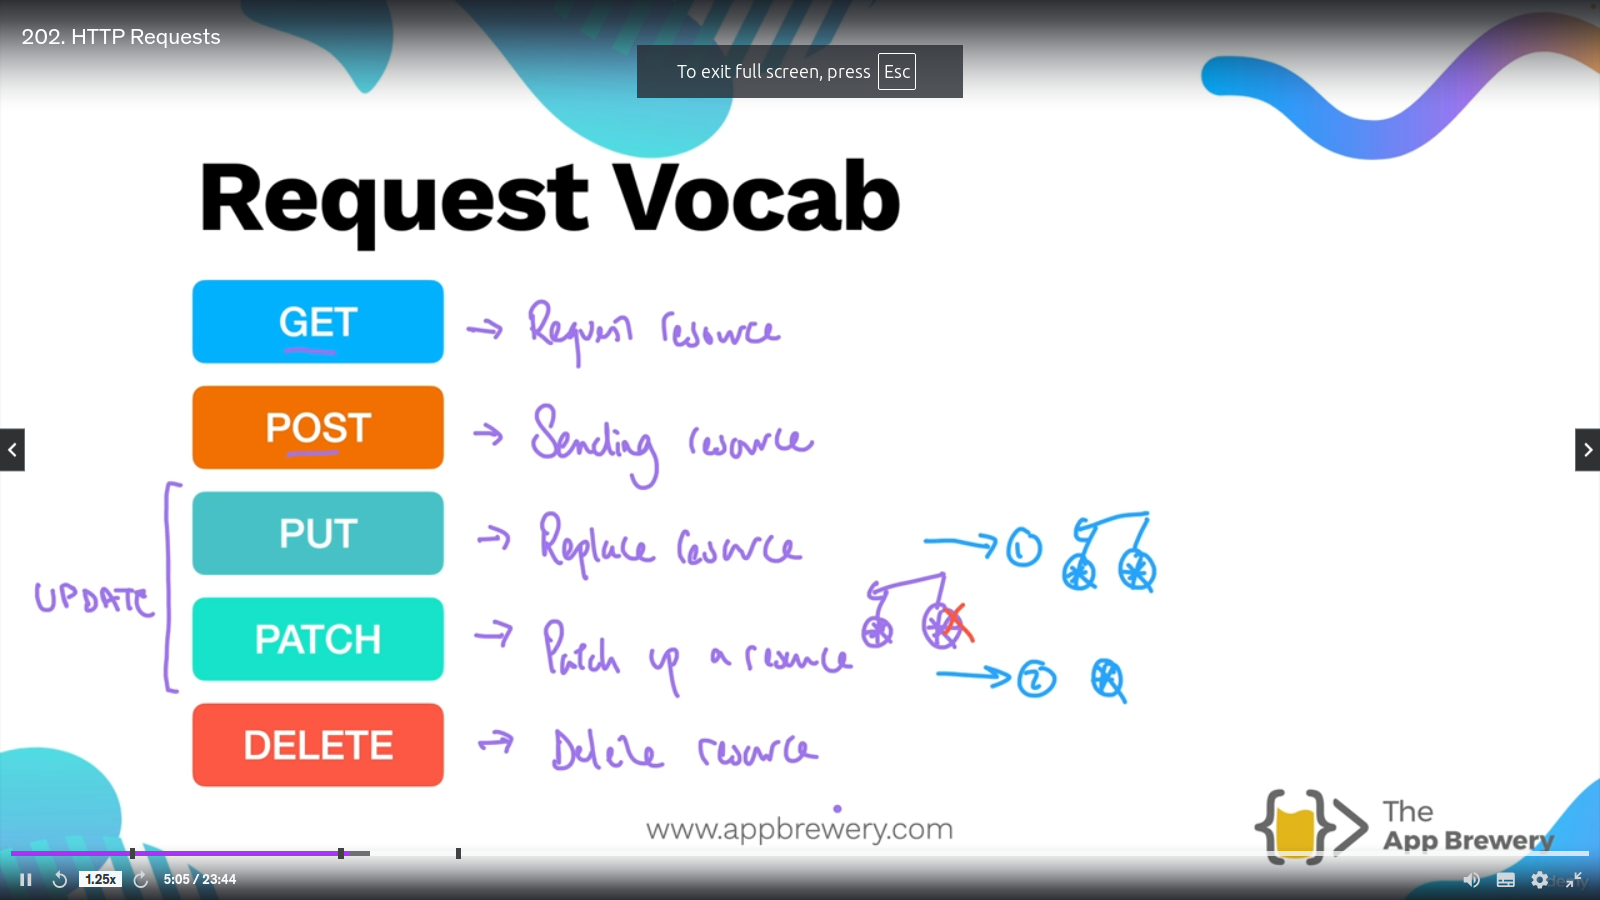 202. HTTP Requests
To exit full screen, press Esc
Request Vocab
GET → Request resource
POST → Sending resource
PUT → Replace resource
→ 1
UPDATE
PATCH → Patch up a resource
→ 2
DELETE → Delete resource
www.appbrewery.com
The
App Brewery
1.25x
5:05 / 23:44